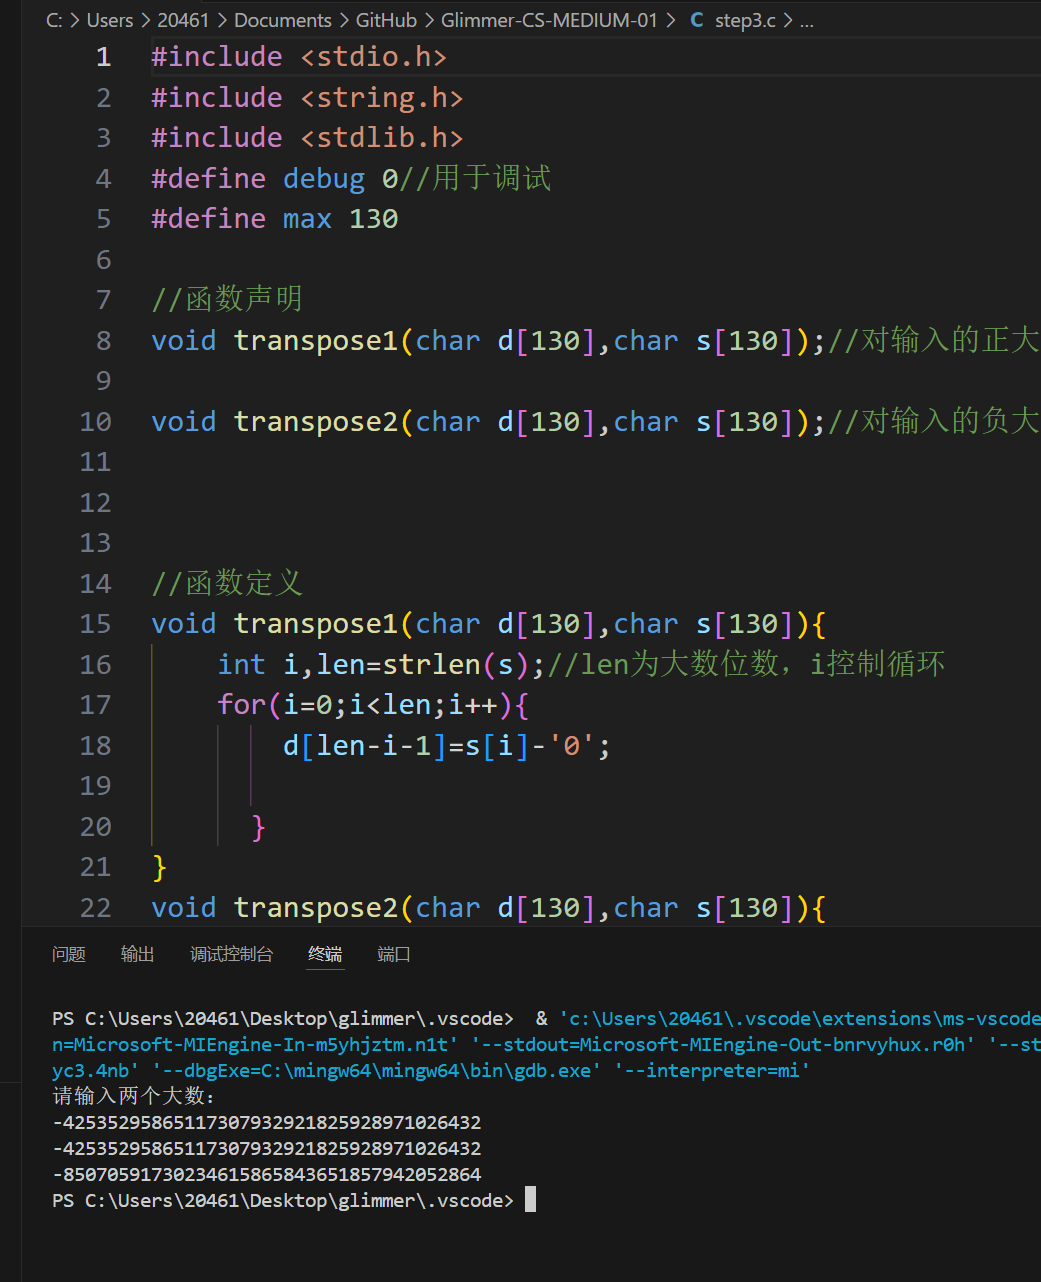 C: > Users > 20461 > Documents > GitHub > Glimmer-CS-MEDIUM-01 > C step3.c > ...
1 #include <stdio.h>
2 #include <string.h>
3 #include <stdlib.h>
4 #define debug 0//用于调试
5 #define max 130
6
7 //函数声明
8 void transpose1(char d[130],char s[130]);//对输入的正大
9
10 void transpose2(char d[130],char s[130]);//对输入的负大
11
12
13
14 //函数定义
15 void transpose1(char d[130],char s[130]){
16 int i,len=strlen(s);//len为大数位数，i控制循环
17 for(i=0;i<len;i++){
18 d[len-i-1]=s[i]-'0';
19
20 }
21 }
22 void transpose2(char d[130],char s[130]){
问题 输出 调试控制台 终端 端口
PS C:\Users\20461\Desktop\glimmer\.vscode> & 'c:\Users\20461\.vscode\extensions\ms-vscode
n=Microsoft-MIEngine-In-m5yhjztm.n1t' '--stdout=Microsoft-MIEngine-Out-bnrvyhux.r0h' '--st
yc3.4nb' '--dbgExe=C:\mingw64\mingw64\bin\gdb.exe' '--interpreter=mi'
请输入两个大数:
-42535295865117307932921825928971026432
-42535295865117307932921825928971026432
-85070591730234615865843651857942052864
PS C:\Users\20461\Desktop\glimmer\.vscode>